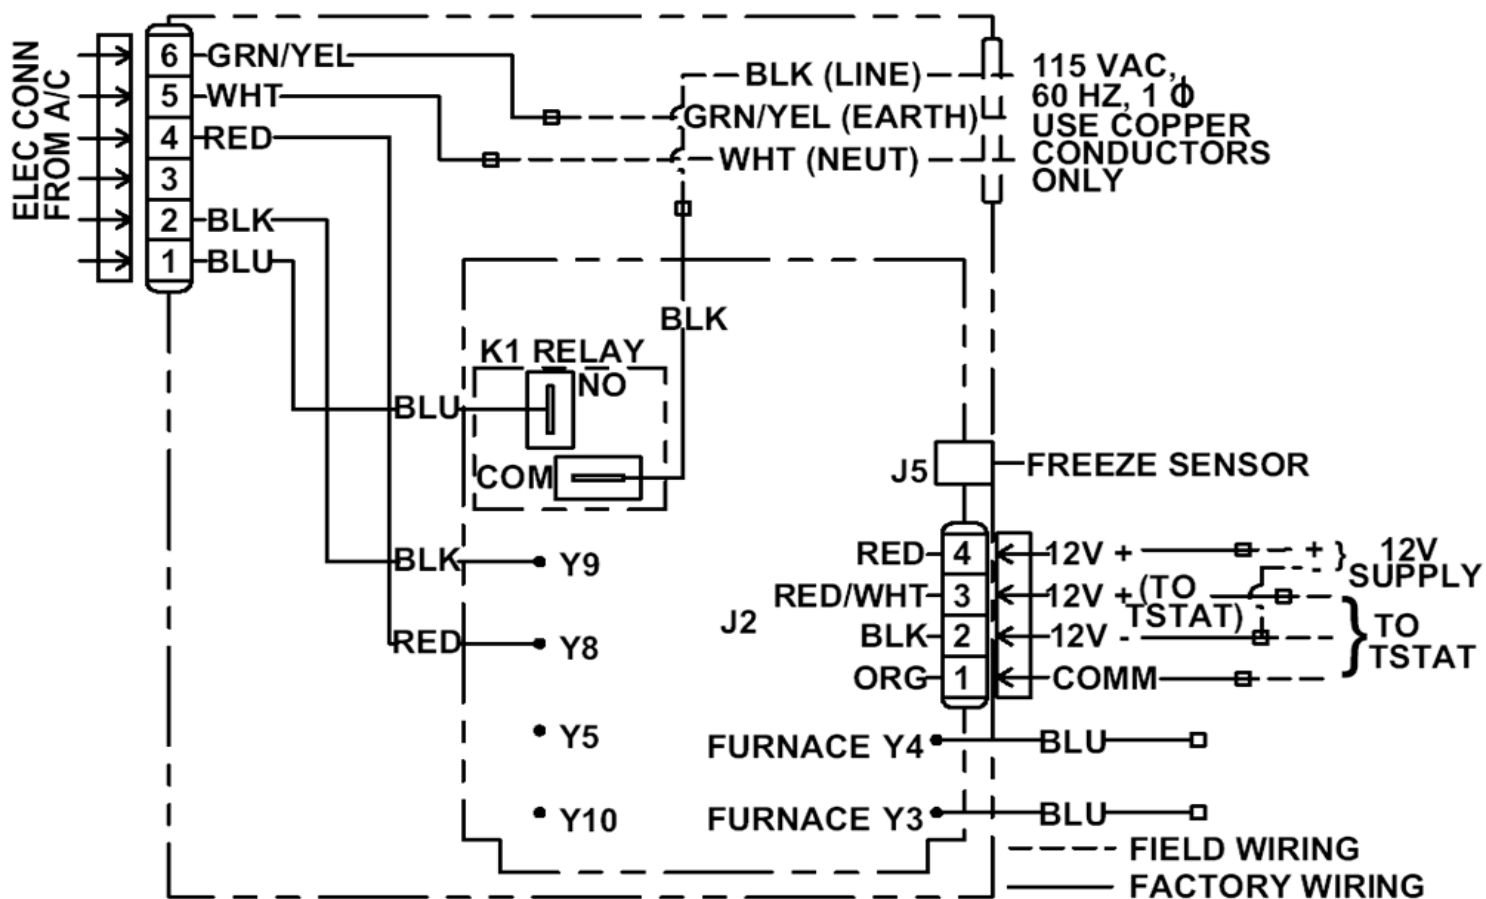 ELEC CONN
FROM A/C
6 GRN/YEL
5 WHT
4 RED
3
2 BLK
1 BLU
BLK (LINE)
GRN/YEL (EARTH)
WHT (NEUT)
115 VAC,
60 HZ, 1 Φ
USE COPPER
CONDUCTORS
ONLY
BLK
K1 RELAY
NO
BLU
COM
J5
FREEZE SENSOR
BLK Y9
RED Y8
Y5
Y10
J2
RED 4 12V +
RED/WHT 3 12V + (TO
TSTAT)
BLK 2 12V -
ORG 1 COMM
+ } 12V
- SUPPLY
} TO
TSTAT
FURNACE Y4 BLU
FURNACE Y3 BLU
FIELD WIRING
FACTORY WIRING